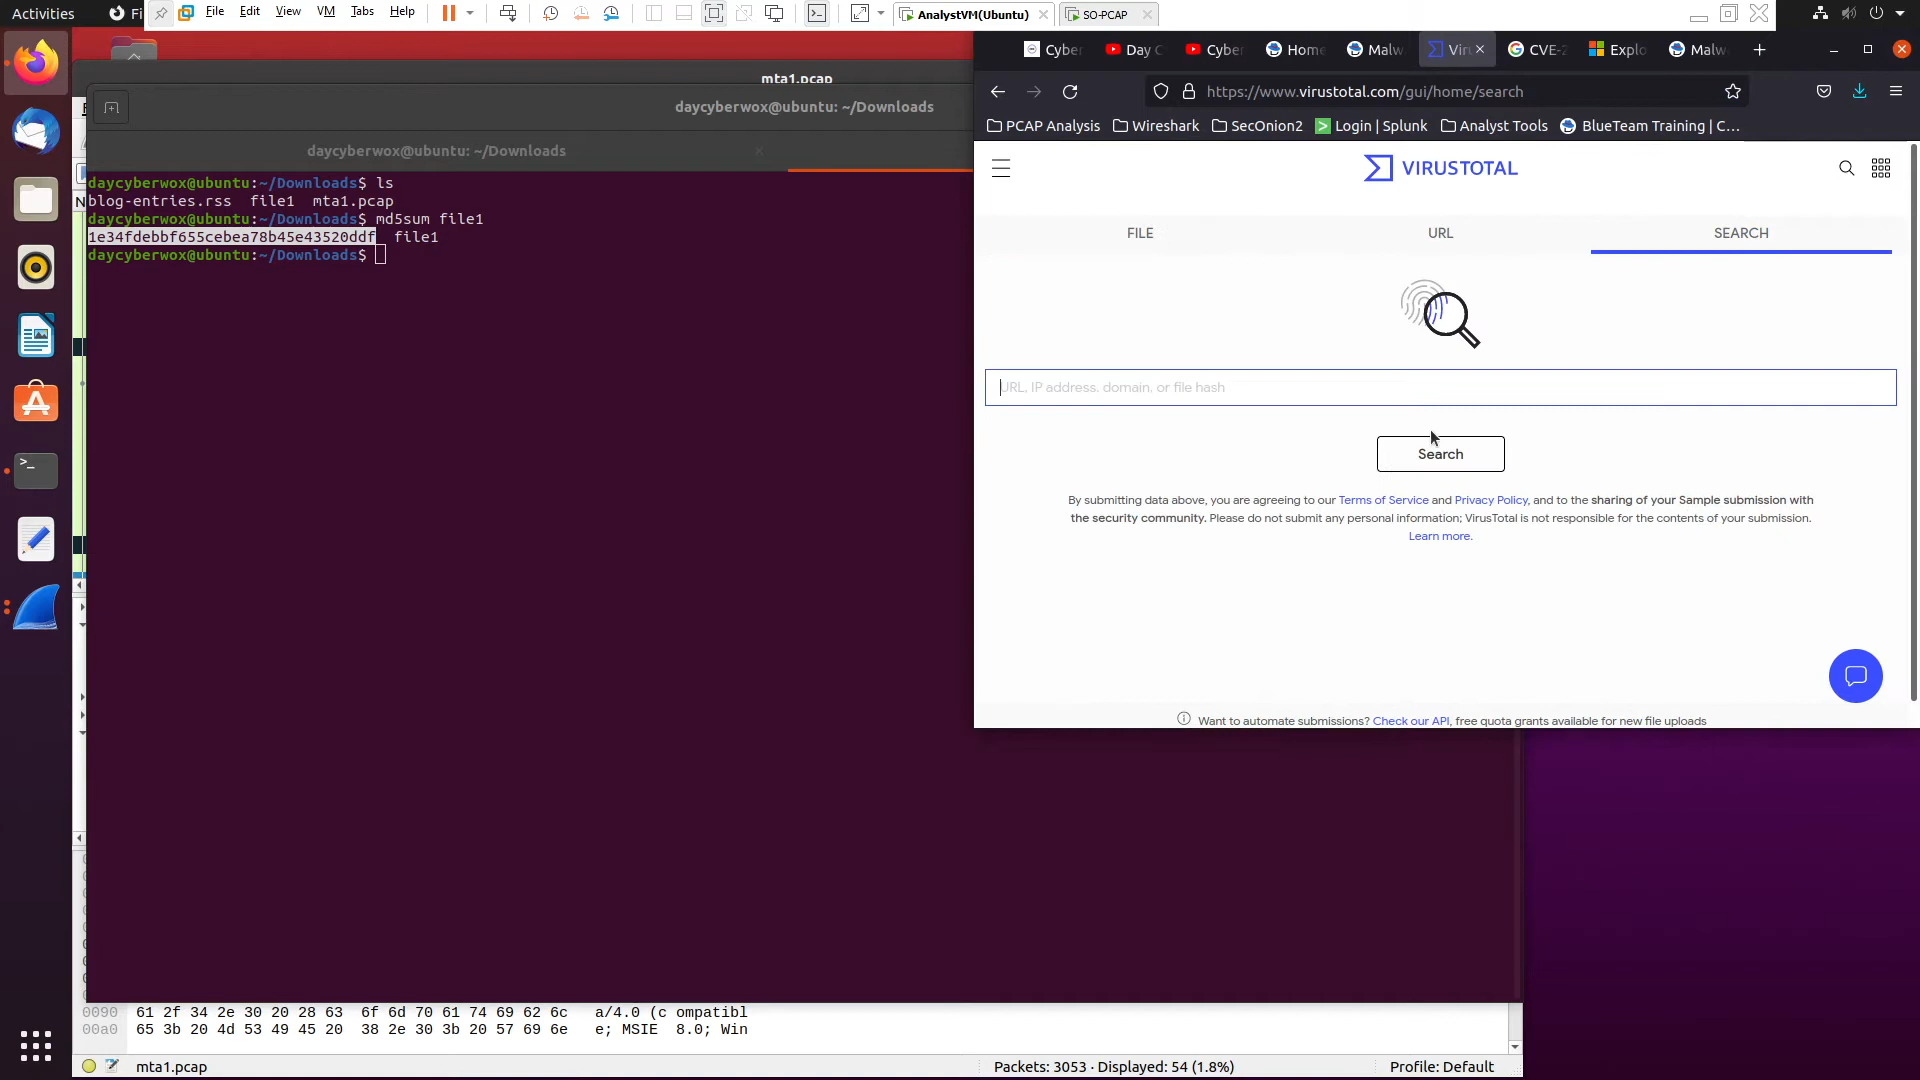 Activities
Fi
File Edit View VM Tabs Help
AnalystVM(Ubuntu)
SO-PCAP
mta1.pcap
daycyberwox@ubuntu: ~/Downloads
daycyberwox@ubuntu: ~/Downloads
daycyberwox@ubuntu:~/Downloads$ ls
blog-entries.rss file1 mta1.pcap
daycyberwox@ubuntu:~/Downloads$ md5sum file1
1e34fdebbf655cebea78b45e43520ddf file1
daycyberwox@ubuntu:~/Downloads$
Cyber Day C Cyber Home Malw Viru CVE-2 Explo Malw
https://www.virustotal.com/gui/home/search
PCAP Analysis Wireshark SecOnion2 Login | Splunk Analyst Tools BlueTeam Training | C…
VIRUSTOTAL
FILE URL SEARCH
URL, IP address, domain, or file hash
Search
By submitting data above, you are agreeing to our Terms of Service and Privacy Policy, and to the sharing of your Sample submission with
the security community. Please do not submit any personal information; VirusTotal is not responsible for the contents of your submission.
Learn more.
Want to automate submissions? Check our API, free quota grants available for new file uploads
0090 61 2f 34 2e 30 20 28 63 6f 6d 70 61 74 69 62 6c a/4.0 (c ompatibl
00a0 65 3b 20 4d 53 49 45 20 38 2e 30 3b 20 57 69 6e e; MSIE 8.0; Win
mta1.pcap
Packets: 3053 · Displayed: 54 (1.8%)
Profile: Default